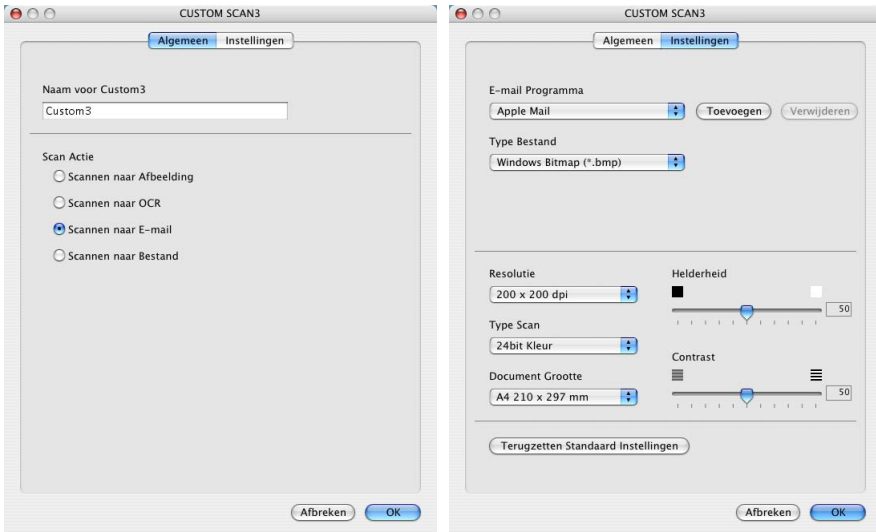 CUSTOM SCAN3
Algemeen Instellingen
Naam voor Custom3
Custom3
Scan Actie
Scannen naar Afbeelding
Scannen naar OCR
Scannen naar E-mail
Scannen naar Bestand
Afbreken OK
CUSTOM SCAN3
Algemeen Instellingen
E-mail Programma
Apple Mail Toevoegen Verwijderen
Type Bestand
Windows Bitmap (*.bmp)
Resolutie
200 x 200 dpi
Type Scan
24bit Kleur
Document Grootte
A4 210 x 297 mm
Helderheid
50
Contrast
50
Terugzetten Standaard Instellingen
Afbreken OK